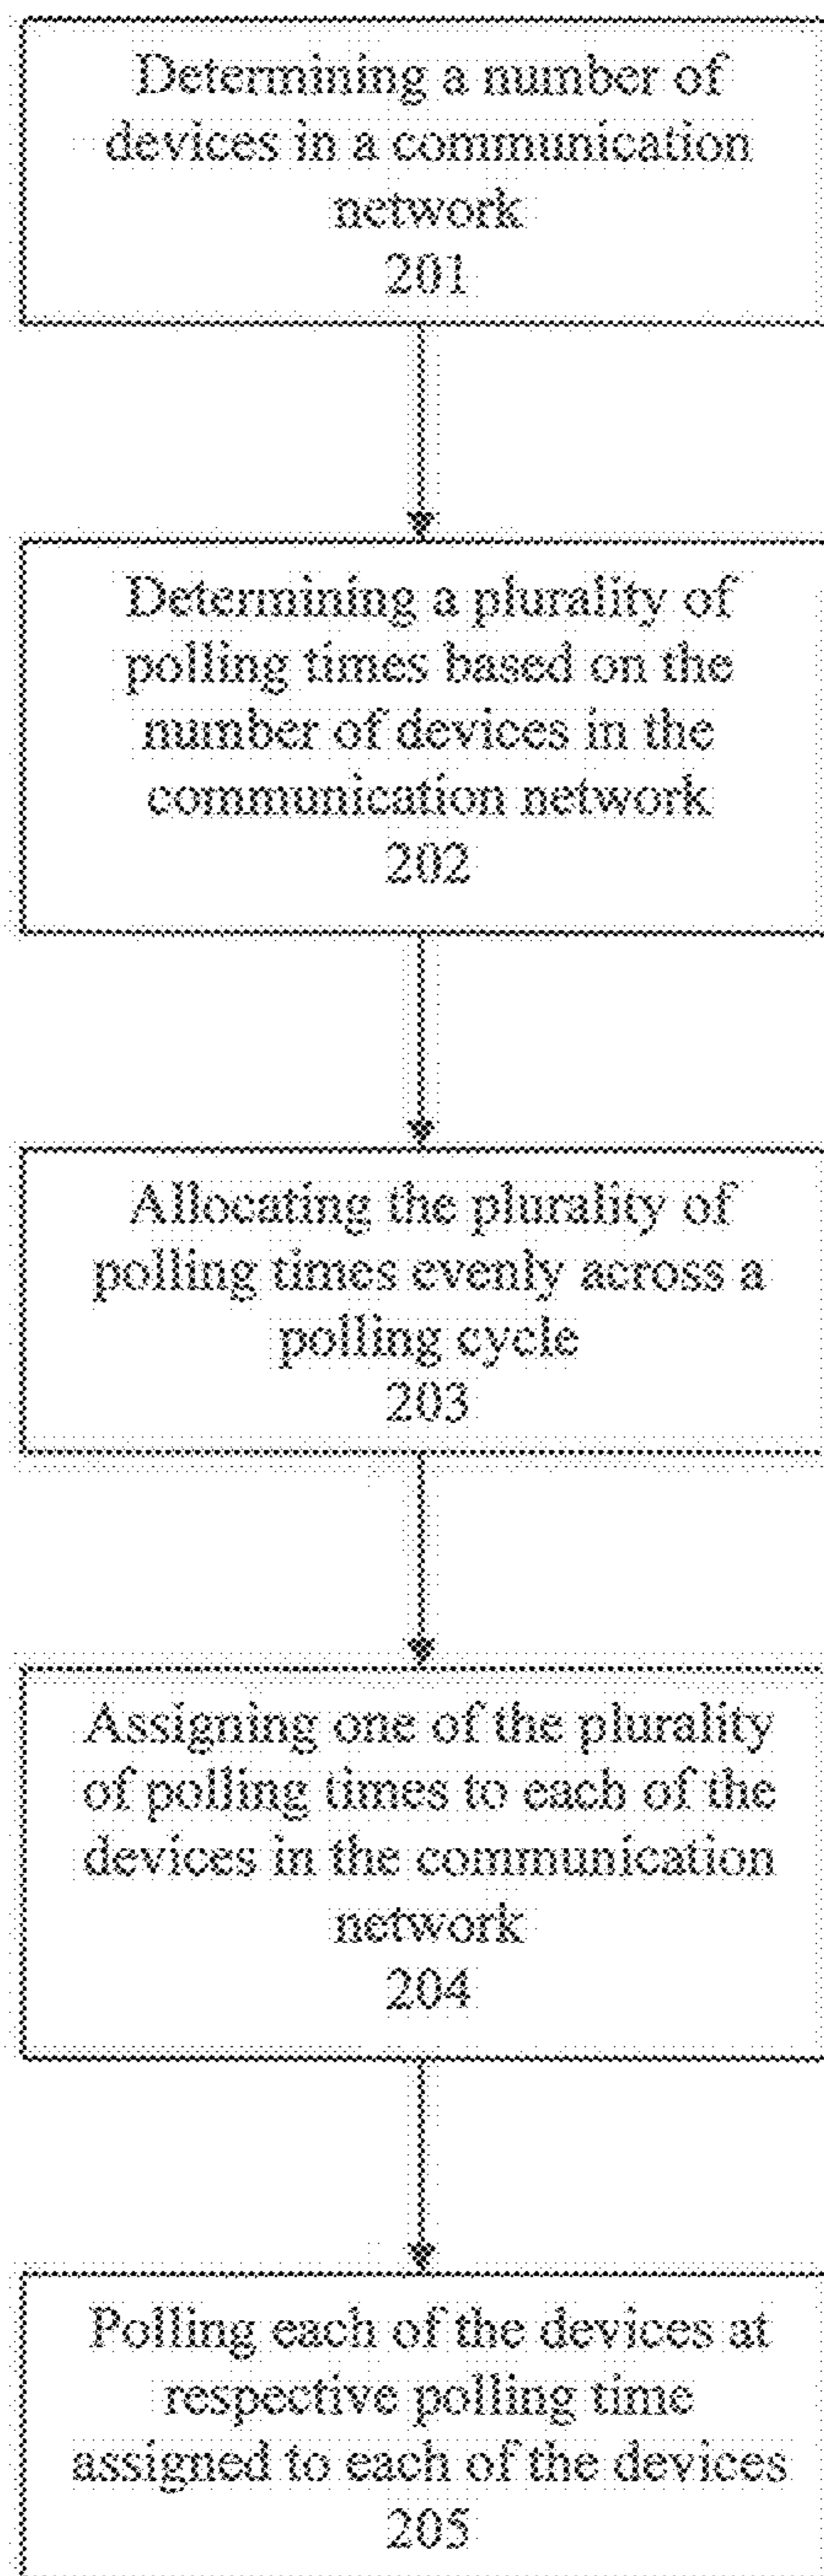 Determining a number of
devices in a communication
network
201
Determining a plurality of
polling times based on the
number of devices in the
communication network
202
Allocating the plurality of
polling times evenly across a
polling cycle
203
Assigning one of the plurality
of polling times to each of the
devices in the communication
network
204
Polling each of the devices at
respective polling time
assigned to each of the devices
205